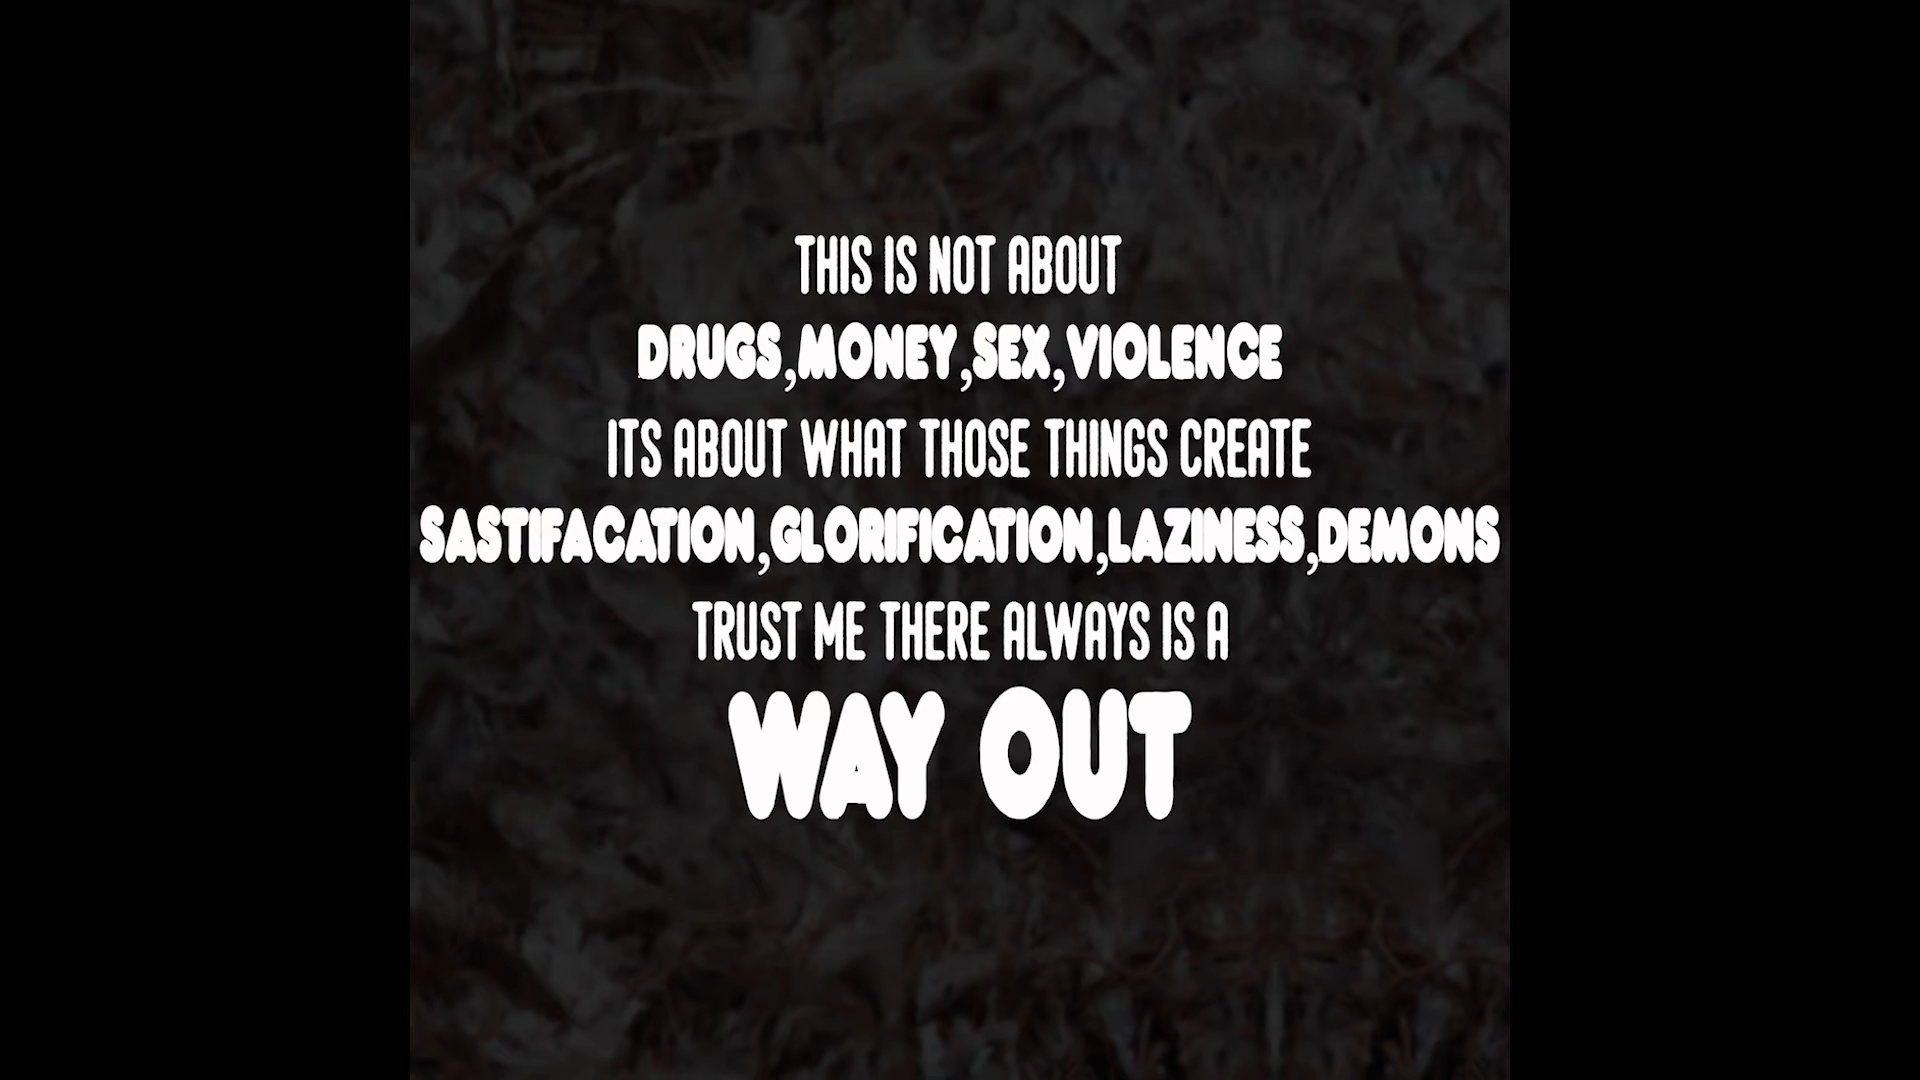 THIS IS NOT ABOUT
DRUGS,MONEY,SEX,VIOLENCE
ITS ABOUT WHAT THOSE THINGS CREATE
SASTIFACATION,GLORIFICATION,LAZINESS,DEMONS
TRUST ME THERE ALWAYS IS A
WAY OUT